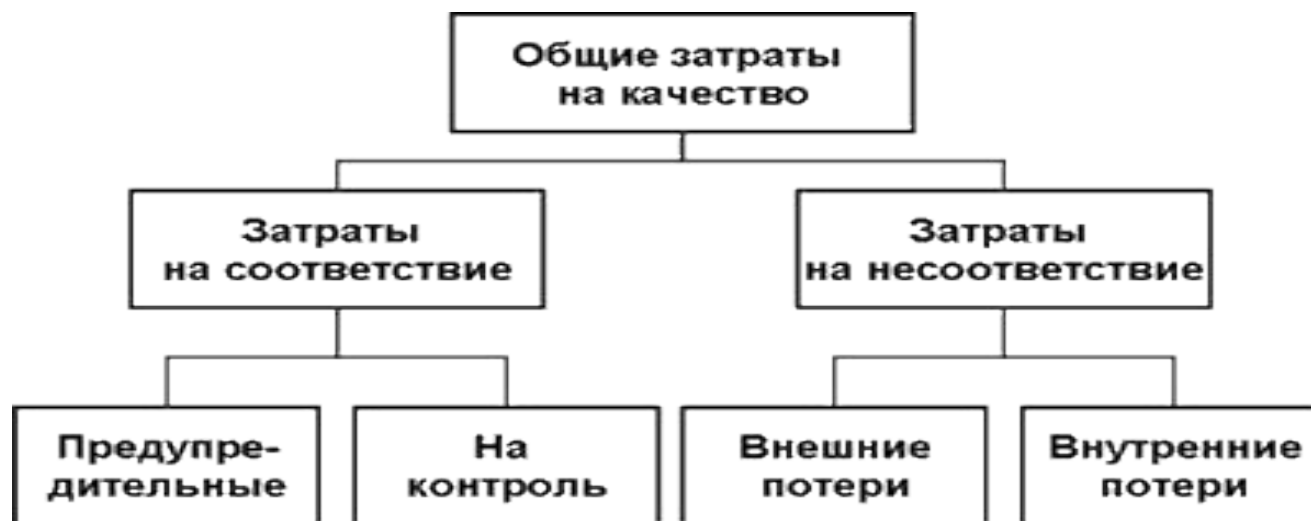 Общие затраты
на качество
Затраты
на соответствие
Затраты
на несоответствие
Предупре-
дительные
На
контроль
Внешние
потери
Внутренние
потери